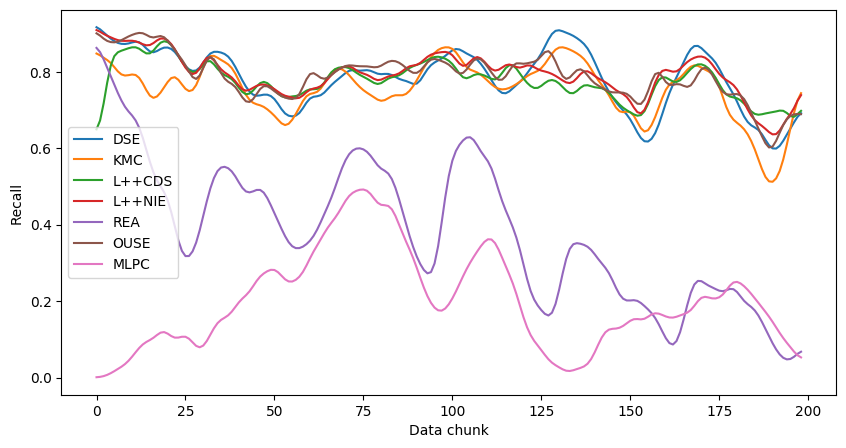 0.8
0.6
0.4
0.2
0.0
Recall
DSE
KMC
L++CDS
L++NIE
REA
OUSE
MLPC
0 25 50 75 100 125 150 175 200
Data chunk